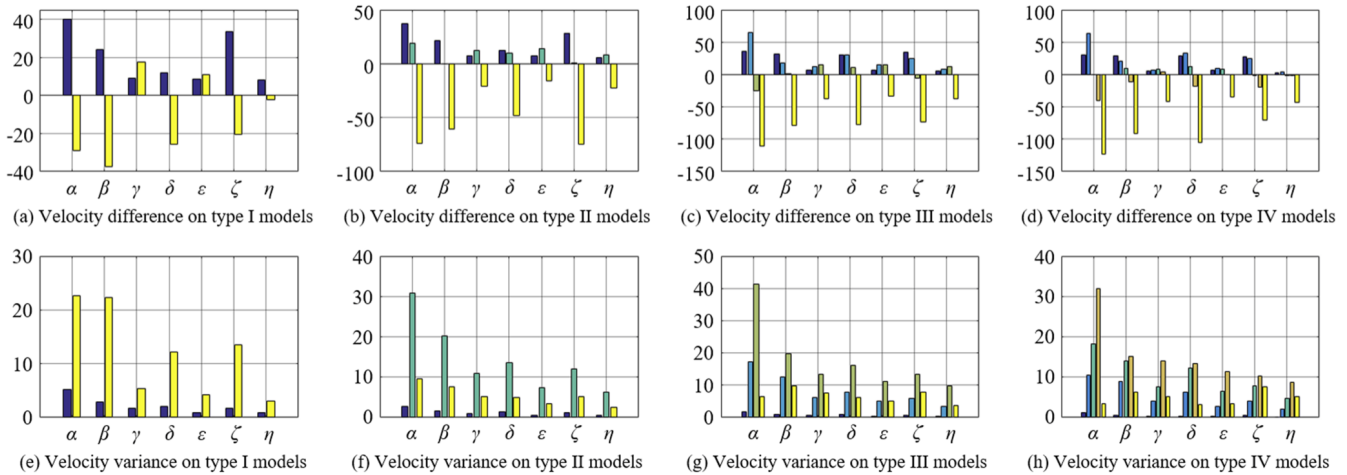 40
20
0
-20
-40
α β γ δ ε ζ η
(a) Velocity difference on type I models
50
0
-50
-100
α β γ δ ε ζ η
(b) Velocity difference on type II models
100
50
0
-50
-100
-150
α β γ δ ε ζ η
(c) Velocity difference on type III models
100
50
0
-50
-100
-150
α β γ δ ε ζ η
(d) Velocity difference on type IV models
30
20
10
0
α β γ δ ε ζ η
(e) Velocity variance on type I models
40
30
20
10
0
α β γ δ ε ζ η
(f) Velocity variance on type II models
50
40
30
20
10
0
α β γ δ ε ζ η
(g) Velocity variance on type III models
40
30
20
10
0
α β γ δ ε ζ η
(h) Velocity variance on type IV models